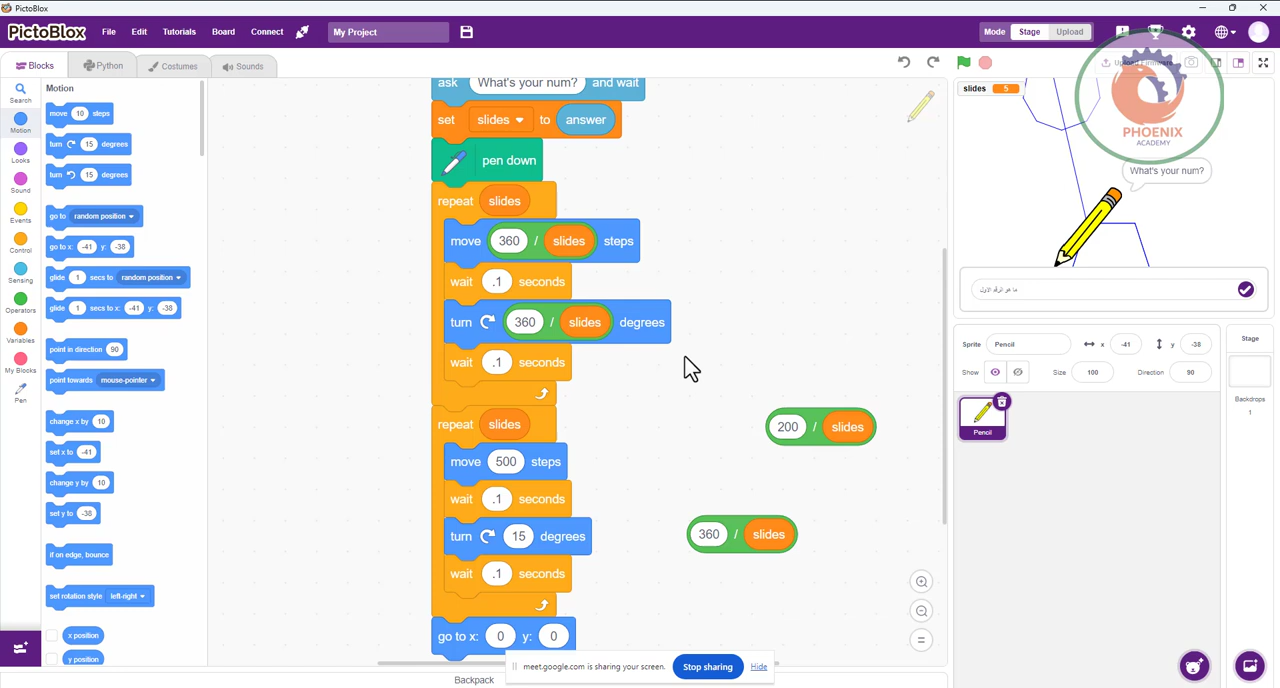 PictoBlox
PictoBlox File Edit Tutorials Board Connect My Project Mode Stage Upload
Blocks Python Costumes Sounds
Search
Motion
Looks
Sound
Events
Control
Sensing
Operators
Variables
My Blocks
Pen
Motion
move 10 steps
turn 15 degrees
turn 15 degrees
go to random position
go to x: -41 y: -38
glide 1 secs to random position
glide 1 secs to x: -41 y: -38
point in direction 90
point towards mouse-pointer
change x by 10
set x to -41
change y by 10
set y to -38
if on edge, bounce
set rotation style left-right
x position
y position
ask What's your num? and wait
set slides to answer
pen down
repeat slides
move 360 / slides steps
wait .1 seconds
turn 360 / slides degrees
wait .1 seconds
repeat slides
move 500 steps
wait .1 seconds
turn 15 degrees
wait .1 seconds
go to x: 0 y: 0
200 / slides
360 / slides
Backpack
meet.google.com is sharing your screen. Stop sharing Hide
Upload Firmware
slides 5
PHOENIX
ACADEMY
What's your num?
ما هو الرقم الاول
Sprite Pencil x -41 y -38
Show Size 100 Direction 90
Pencil
Stage
Backdrops
1